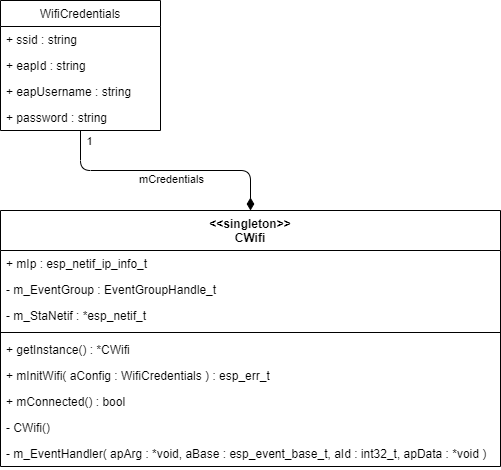 WifiCredentials
+ ssid : string
+ eapId : string
+ eapUsername : string
+ password : string
1
mCredentials
<<singleton>>
CWifi
+ mIp : esp_netif_ip_info_t
- m_EventGroup : EventGroupHandle_t
- m_StaNetif : *esp_netif_t
+ getInstance() : *CWifi
+ mInitWifi( aConfig : WifiCredentials ) : esp_err_t
+ mConnected() : bool
- CWifi()
- m_EventHandler( apArg : *void, aBase : esp_event_base_t, aId : int32_t, apData : *void )